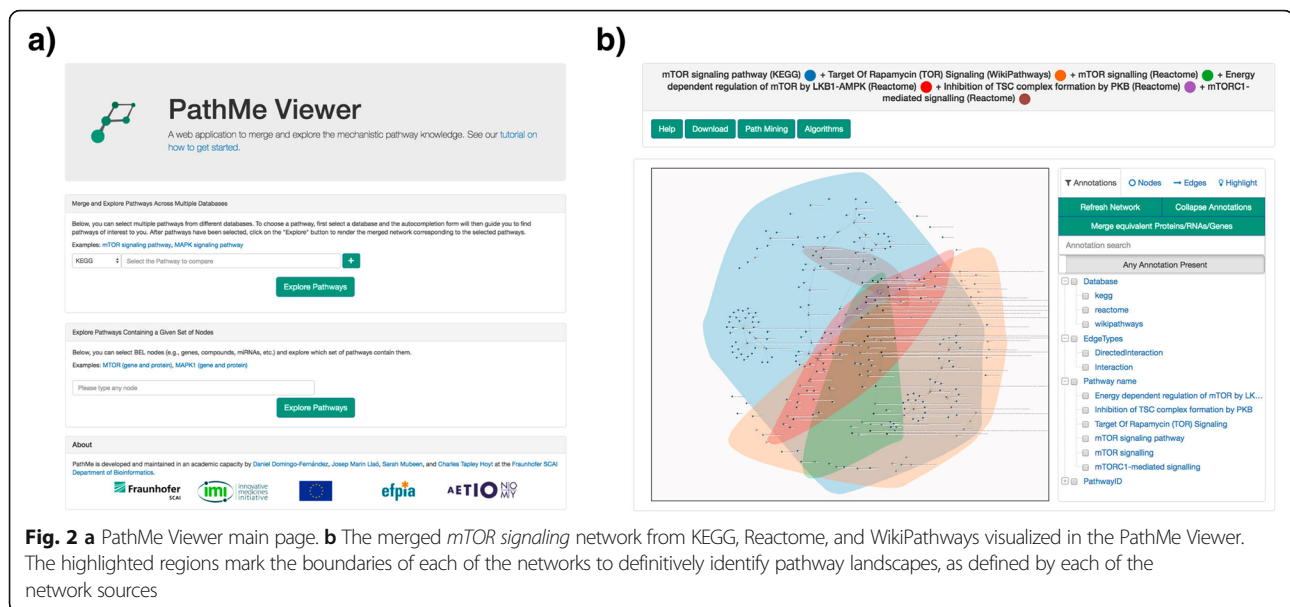 a)
PathMe Viewer
A web application to merge and explore the mechanistic pathway knowledge. See our tutorial on
how to get started.
Merge and Explore Pathways Across Multiple Databases
Below, you can select multiple pathways from different databases. To choose a pathway, first select a database and the autocompletion form will then guide you to find
pathways of interest to you. After pathways have been selected, click on the "Explore" button to render the merged network corresponding to the selected pathways.
Examples: mTOR signaling pathway, MAPK signaling pathway
KEGG Select the Pathway to compare +
Explore Pathways
Explore Pathways Containing a Given Set of Nodes
Below, you can select BEL nodes (e.g., genes, compounds, miRNAs, etc.) and explore which set of pathways contain them.
Examples: MTOR (gene and protein), MAPK1 (gene and protein)
Please type any node
Explore Pathways
About
PathMe is developed and maintained in an academic capacity by Daniel Domingo-Fernández, Josep Marin Llaó, Sarah Mubeen, and Charles Tapley Hoyt at the Fraunhofer SCAI
Department of Bioinformatics.
Fraunhofer
SCAI
imi
innovative
medicines
initiative
efpia
AETIONOMY
b)
mTOR signaling pathway (KEGG) + Target Of Rapamycin (TOR) Signaling (WikiPathways) + mTOR signalling (Reactome) + Energy
dependent regulation of mTOR by LKB1-AMPK (Reactome) + Inhibition of TSC complex formation by PKB (Reactome) + mTORC1-
mediated signalling (Reactome)
Help Download Path Mining Algorithms
Annotations Nodes Edges Highlight
Refresh Network Collapse Annotations
Merge equivalent Proteins/RNAs/Genes
Annotation search
Any Annotation Present
Database
kegg
reactome
wikipathways
EdgeTypes
DirectedInteraction
Interaction
Pathway name
Energy dependent regulation of mTOR by LK...
Inhibition of TSC complex formation by PKB
Target Of Rapamycin (TOR) Signaling
mTOR signaling pathway
mTOR signalling
mTORC1-mediated signalling
PathwayID
Fig. 2 a PathMe Viewer main page. b The merged mTOR signaling network from KEGG, Reactome, and WikiPathways visualized in the PathMe Viewer.
The highlighted regions mark the boundaries of each of the networks to definitively identify pathway landscapes, as defined by each of the
network sources